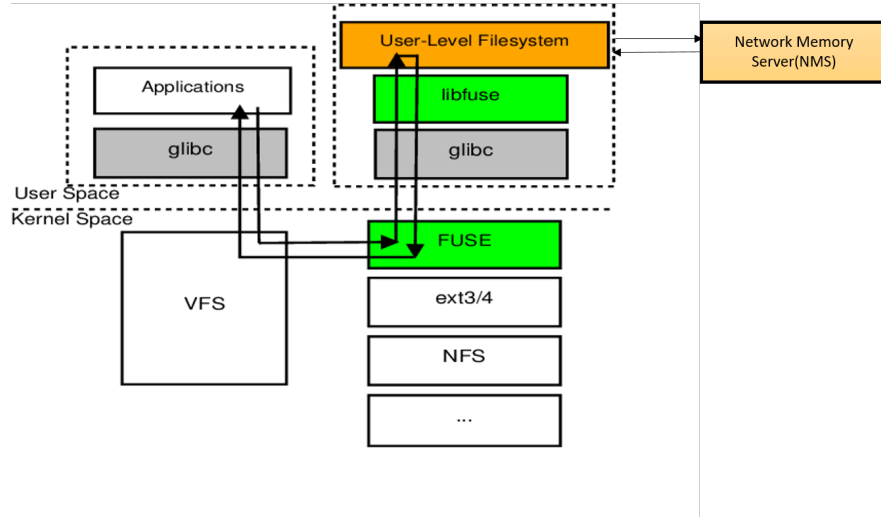 User-Level Filesystem
Network Memory
Server(NMS)
Applications
libfuse
glibc
glibc
User Space
Kernel Space
FUSE
VFS
ext3/4
NFS
...